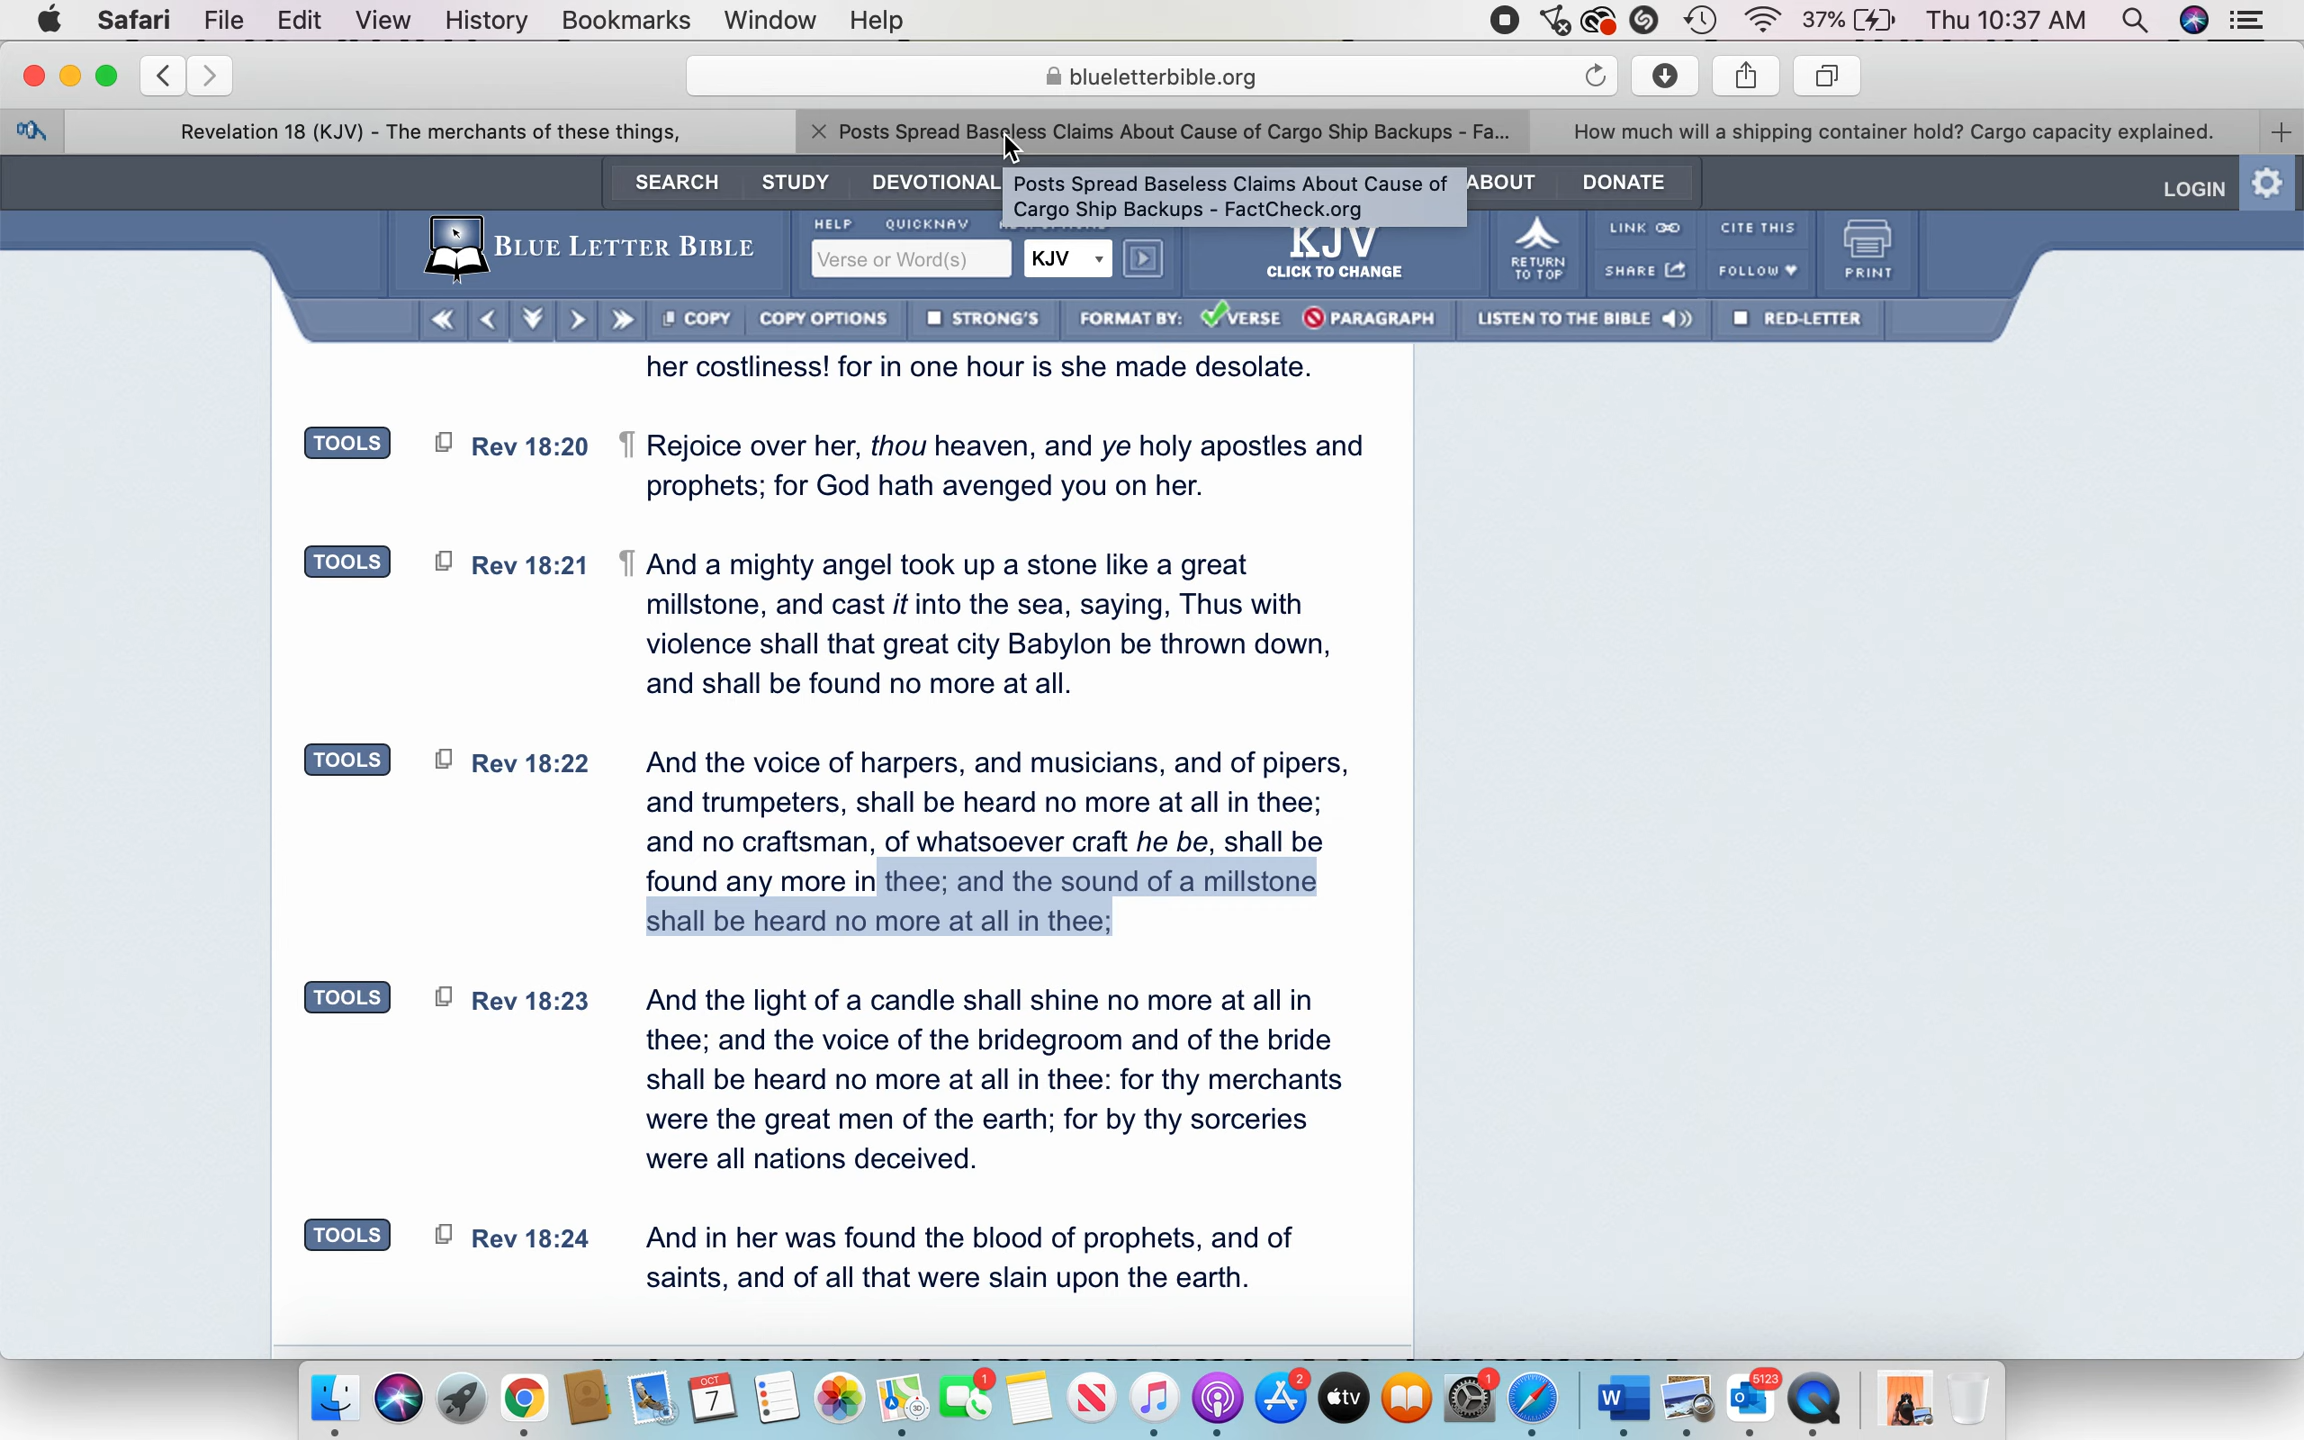 Safari File Edit View History Bookmarks Window Help 37% Thu 10:37 AM
blueletterbible.org
Revelation 18 (KJV) - The merchants of these things, Posts Spread Baseless Claims About Cause of Cargo Ship Backups - Fa... How much will a shipping container hold? Cargo capacity explained.
SEARCH STUDY DEVOTIONAL ABOUT DONATE LOGIN
Posts Spread Baseless Claims About Cause of
Cargo Ship Backups - FactCheck.org
HELP QUICKNAV
BLUE LETTER BIBLE
Verse or Word(s) KJV
KJV
CLICK TO CHANGE
RETURN
TO TOP
LINK CITE THIS
SHARE FOLLOW PRINT
COPY COPY OPTIONS STRONG'S FORMAT BY: VERSE PARAGRAPH LISTEN TO THE BIBLE RED-LETTER
her costliness! for in one hour is she made desolate.
TOOLS Rev 18:20 ¶ Rejoice over her, thou heaven, and ye holy apostles and
prophets; for God hath avenged you on her.
TOOLS Rev 18:21 ¶ And a mighty angel took up a stone like a great
millstone, and cast it into the sea, saying, Thus with
violence shall that great city Babylon be thrown down,
and shall be found no more at all.
TOOLS Rev 18:22 And the voice of harpers, and musicians, and of pipers,
and trumpeters, shall be heard no more at all in thee;
and no craftsman, of whatsoever craft he be, shall be
found any more in thee; and the sound of a millstone
shall be heard no more at all in thee;
TOOLS Rev 18:23 And the light of a candle shall shine no more at all in
thee; and the voice of the bridegroom and of the bride
shall be heard no more at all in thee: for thy merchants
were the great men of the earth; for by thy sorceries
were all nations deceived.
TOOLS Rev 18:24 And in her was found the blood of prophets, and of
saints, and of all that were slain upon the earth.
OCT
7
3D
1
2
tv
1
W
O
5123